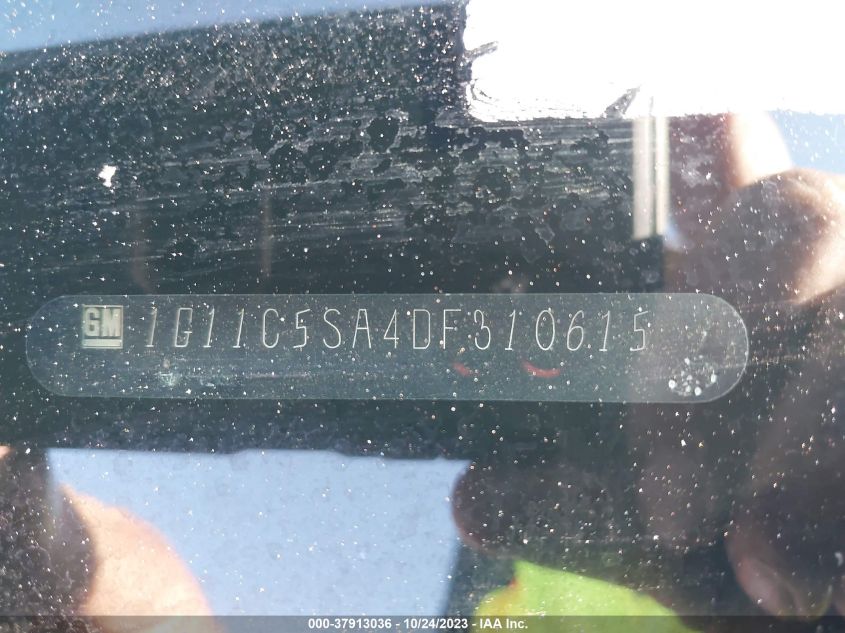 GM 1G11C5SA4DF310615
000-37913036 - 10/24/2023 - IAA Inc.